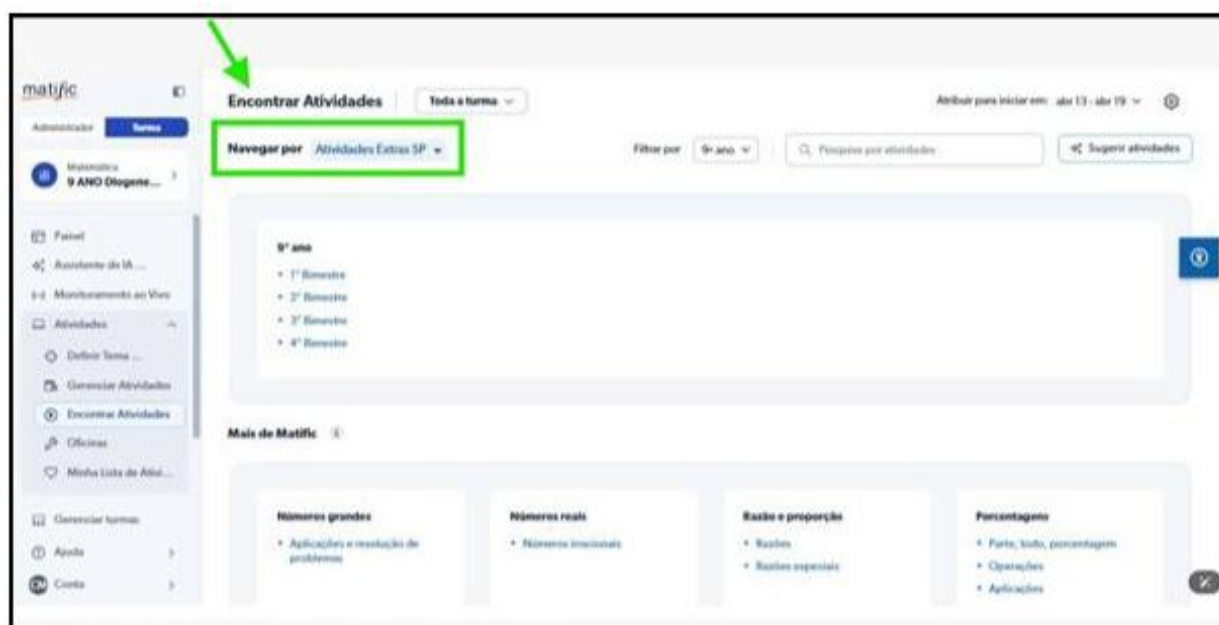 matific
Administrador Turma
Matemática
9 ANO Diogene...
Painel
Assistente de IA ...
Monitoramento ao Vivo
Atividades
Definir Tema ...
Gerenciar Atividades
Encontrar Atividades
Oficinas
Minha Lista de Ativi...
Gerenciar turmas
Ajuda
Conta
Encontrar Atividades Toda a turma
Atribuir para iniciar em: abr 13 - abr 19
Navegar por Atividades Extras SP
Filtrar por 9º ano Pesquise por atividades Sugerir atividades
9º ano
1º Bimestre
2º Bimestre
3º Bimestre
4º Bimestre
Mais de Matific
Números grandes
Aplicações e resolução de
problemas
Números reais
Números irracionais
Razão e proporção
Razões
Razões especiais
Porcentagens
Parte, todo, porcentagem
Operações
Aplicações